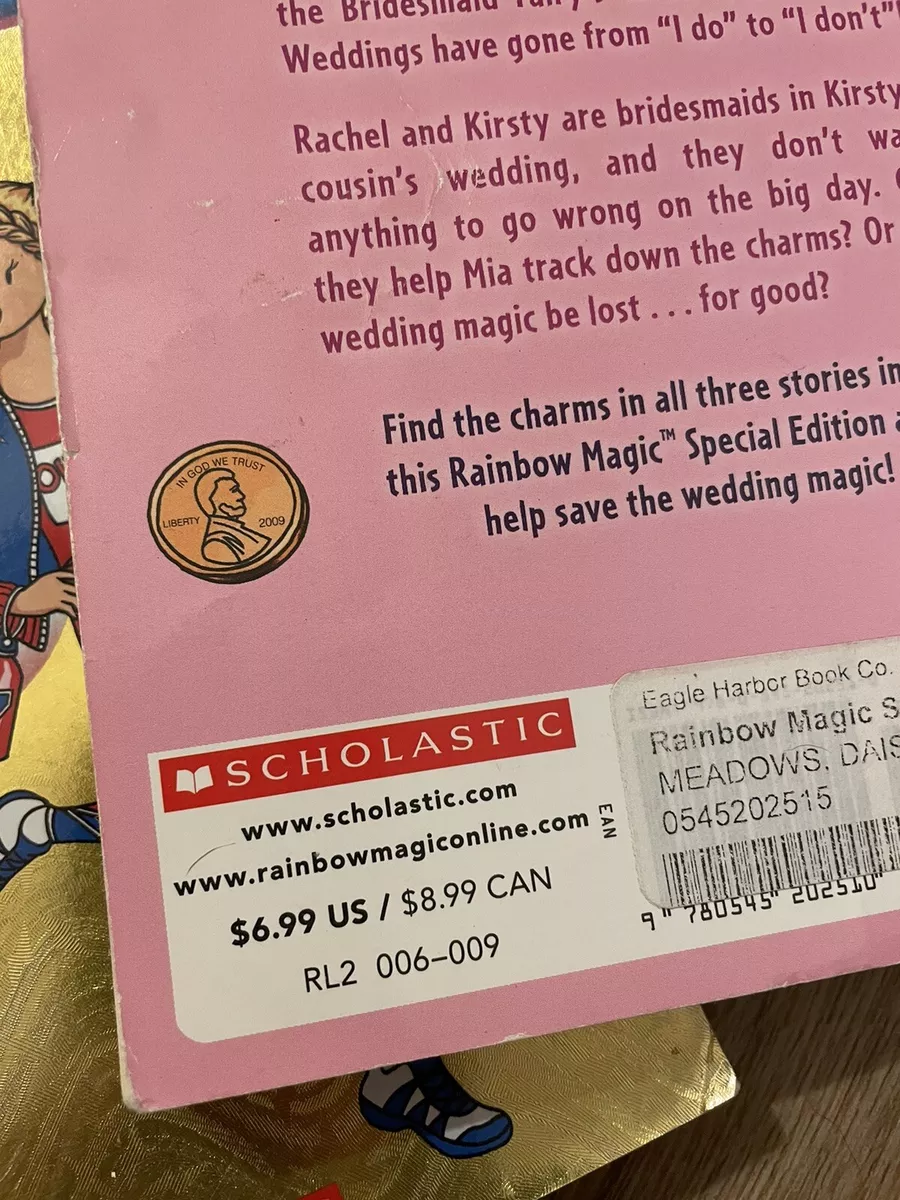 the Bridesmaid Fairy
Weddings have gone from “I do” to “I don't”
Rachel and Kirsty are bridesmaids in Kirsty
cousin's wedding, and they don't wa
anything to go wrong on the big day.
they help Mia track down the charms? Or
wedding magic be lost . . . for good?
Find the charms in all three stories in
this Rainbow Magic™ Special Edition a
help save the wedding magic!
IN GOD WE TRUST
LIBERTY 2009
SCHOLASTIC
www.scholastic.com
www.rainbowmagiconline.com
$6.99 US / $8.99 CAN
RL2 006–009
EAN
Eagle Harbor Book Co.
Rainbow Magic S
MEADOWS, DAIS
0545202515
9 780545 202510